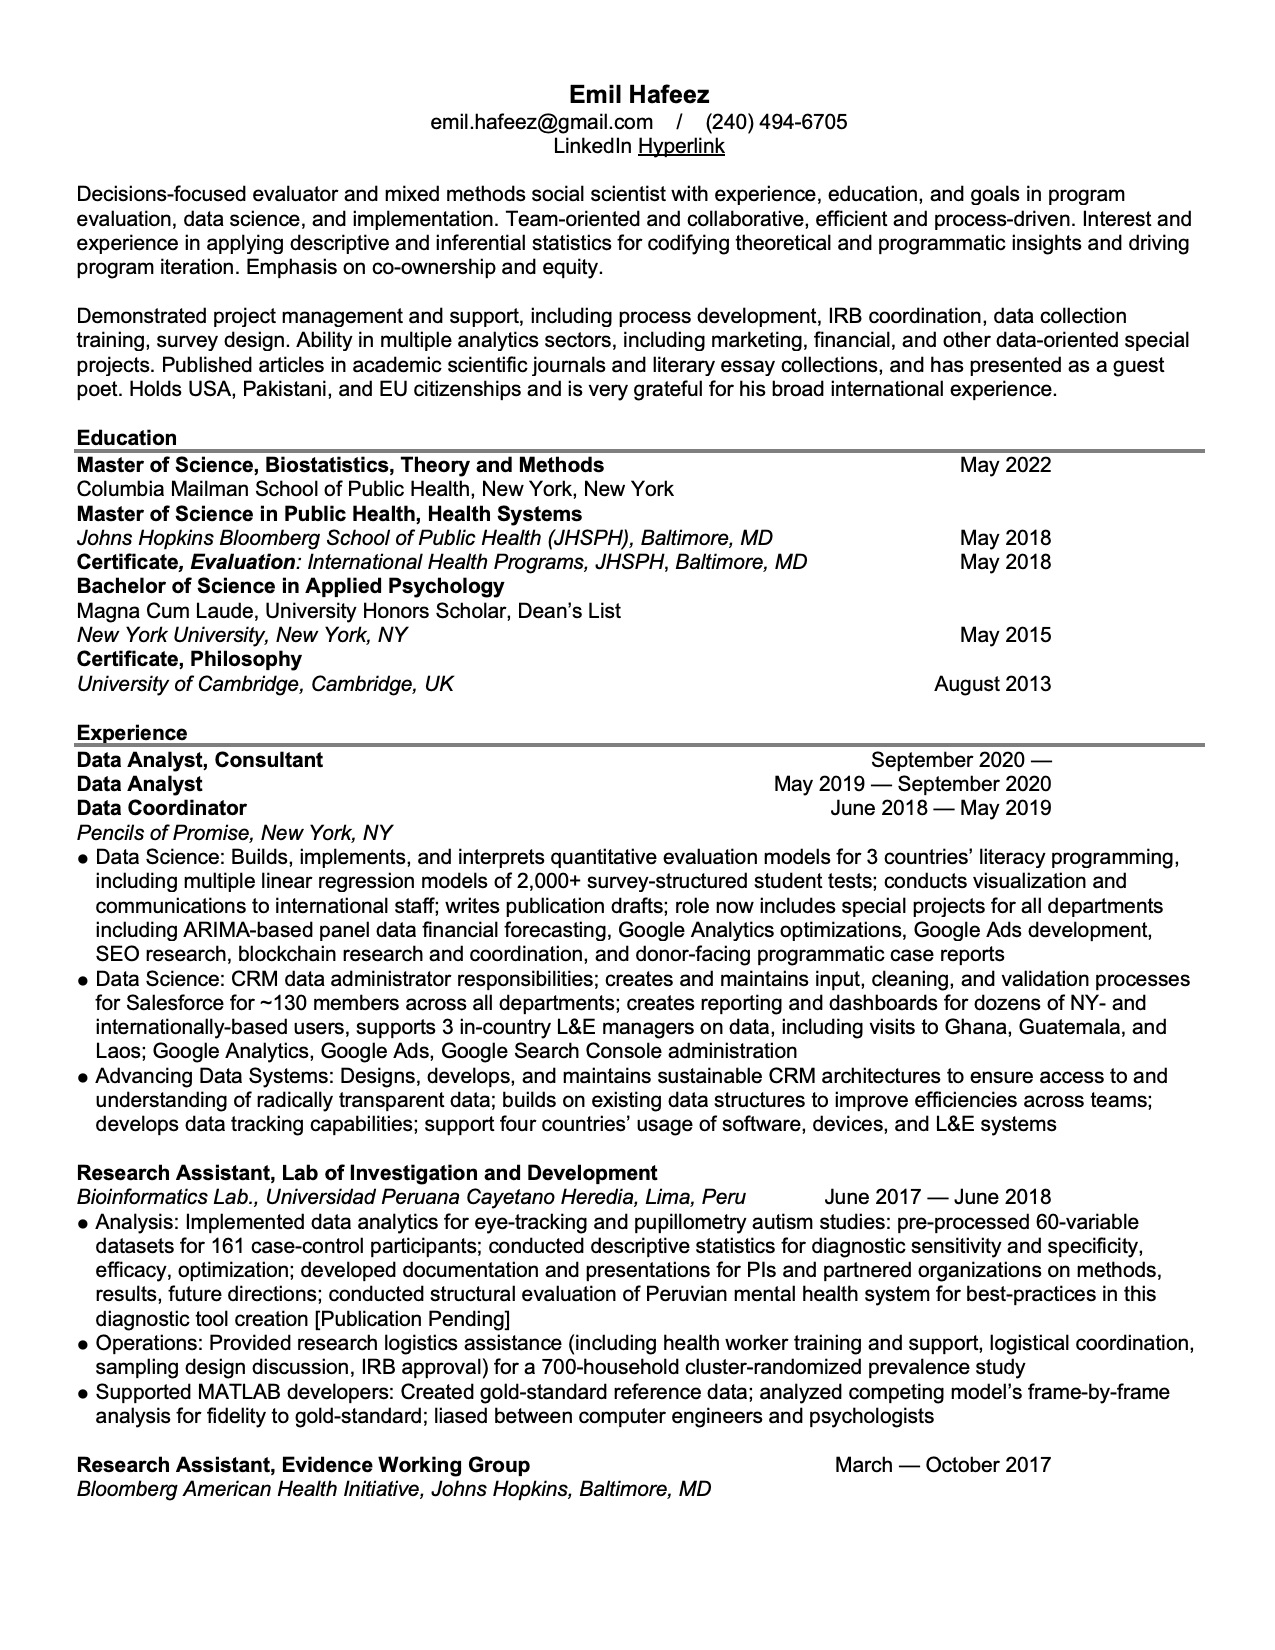 Emil Hafeez
emil.hafeez@gmail.com / (240) 494-6705
LinkedIn Hyperlink
Decisions-focused evaluator and mixed methods social scientist with experience, education, and goals in program
evaluation, data science, and implementation. Team-oriented and collaborative, efficient and process-driven. Interest and
experience in applying descriptive and inferential statistics for codifying theoretical and programmatic insights and driving
program iteration. Emphasis on co-ownership and equity.
Demonstrated project management and support, including process development, IRB coordination, data collection
training, survey design. Ability in multiple analytics sectors, including marketing, financial, and other data-oriented special
projects. Published articles in academic scientific journals and literary essay collections, and has presented as a guest
poet. Holds USA, Pakistani, and EU citizenships and is very grateful for his broad international experience.
Education
Master of Science, Biostatistics, Theory and Methods May 2022
Columbia Mailman School of Public Health, New York, New York
Master of Science in Public Health, Health Systems
Johns Hopkins Bloomberg School of Public Health (JHSPH), Baltimore, MD May 2018
Certificate, Evaluation: International Health Programs, JHSPH, Baltimore, MD May 2018
Bachelor of Science in Applied Psychology
Magna Cum Laude, University Honors Scholar, Dean’s List
New York University, New York, NY May 2015
Certificate, Philosophy
University of Cambridge, Cambridge, UK August 2013
Experience
Data Analyst, Consultant September 2020 —
Data Analyst May 2019 — September 2020
Data Coordinator June 2018 — May 2019
Pencils of Promise, New York, NY
● Data Science: Builds, implements, and interprets quantitative evaluation models for 3 countries’ literacy programming,
including multiple linear regression models of 2,000+ survey-structured student tests; conducts visualization and
communications to international staff; writes publication drafts; role now includes special projects for all departments
including ARIMA-based panel data financial forecasting, Google Analytics optimizations, Google Ads development,
SEO research, blockchain research and coordination, and donor-facing programmatic case reports
● Data Science: CRM data administrator responsibilities; creates and maintains input, cleaning, and validation processes
for Salesforce for ~130 members across all departments; creates reporting and dashboards for dozens of NY- and
internationally-based users, supports 3 in-country L&E managers on data, including visits to Ghana, Guatemala, and
Laos; Google Analytics, Google Ads, Google Search Console administration
● Advancing Data Systems: Designs, develops, and maintains sustainable CRM architectures to ensure access to and
understanding of radically transparent data; builds on existing data structures to improve efficiencies across teams;
develops data tracking capabilities; support four countries’ usage of software, devices, and L&E systems
Research Assistant, Lab of Investigation and Development
Bioinformatics Lab., Universidad Peruana Cayetano Heredia, Lima, Peru June 2017 — June 2018
● Analysis: Implemented data analytics for eye-tracking and pupillometry autism studies: pre-processed 60-variable
datasets for 161 case-control participants; conducted descriptive statistics for diagnostic sensitivity and specificity,
efficacy, optimization; developed documentation and presentations for PIs and partnered organizations on methods,
results, future directions; conducted structural evaluation of Peruvian mental health system for best-practices in this
diagnostic tool creation [Publication Pending]
● Operations: Provided research logistics assistance (including health worker training and support, logistical coordination,
sampling design discussion, IRB approval) for a 700-household cluster-randomized prevalence study
● Supported MATLAB developers: Created gold-standard reference data; analyzed competing model’s frame-by-frame
analysis for fidelity to gold-standard; liased between computer engineers and psychologists
Research Assistant, Evidence Working Group March — October 2017
Bloomberg American Health Initiative, Johns Hopkins, Baltimore, MD